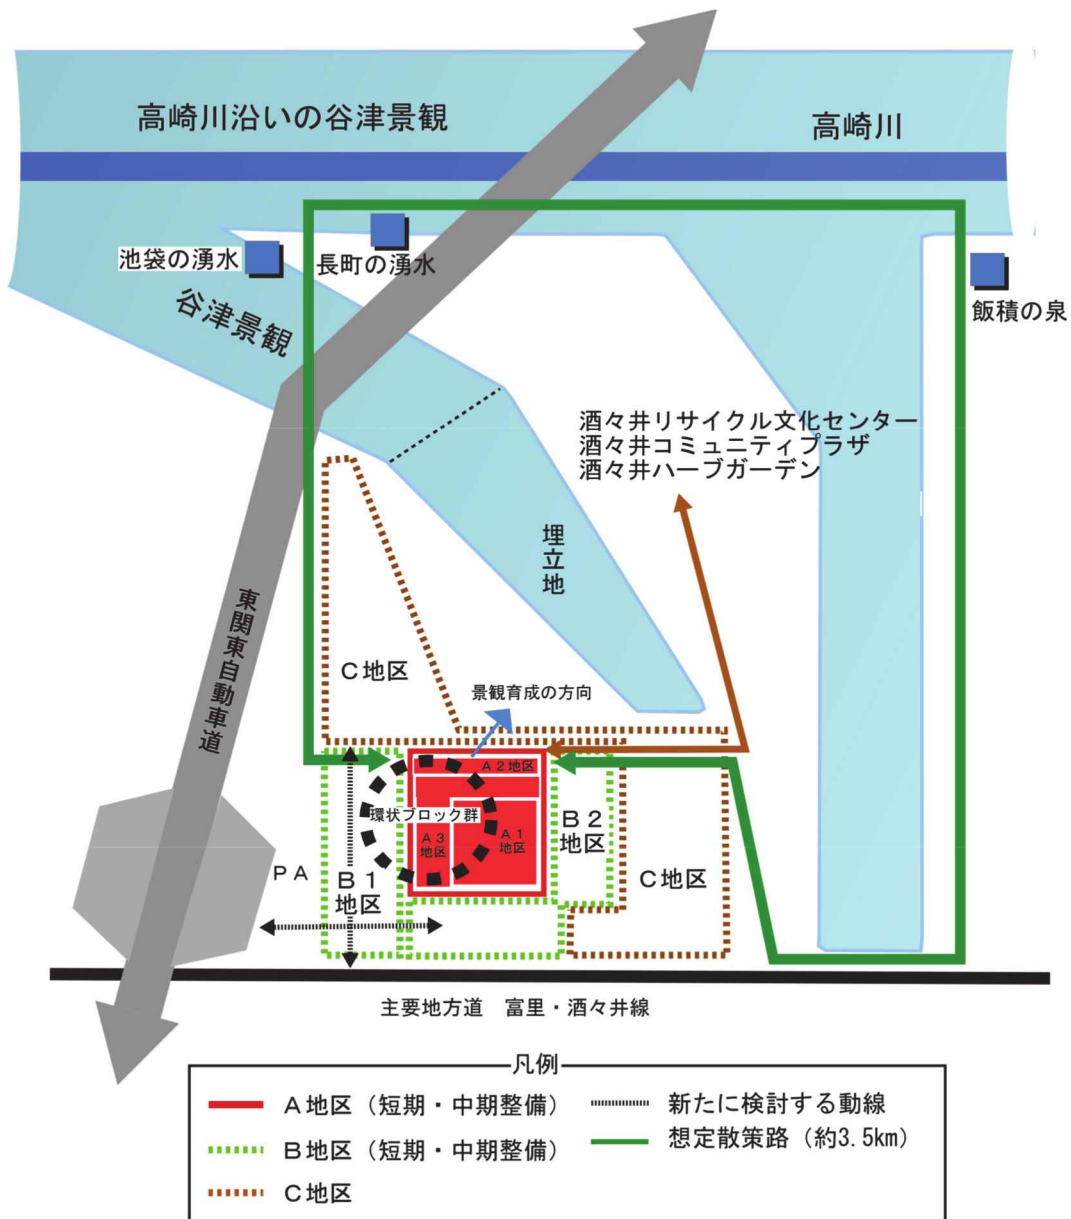 高崎川沿いの谷津景観
高崎川
池袋の湧水
長町の湧水
谷津景観
飯積の泉
酒々井リサイクル文化センター
酒々井コミュニティプラザ
酒々井ハーブガーデン
埋立地
東関東自動車道
C地区
景観育成の方向
A2地区
環状ブロック群
A3
地区
A1
地区
B2
地区
PA
B1
地区
C地区
主要地方道　富里・酒々井線
凡例
A地区（短期・中期整備）
新たに検討する動線
B地区（短期・中期整備）
想定散策路（約3.5km）
C地区